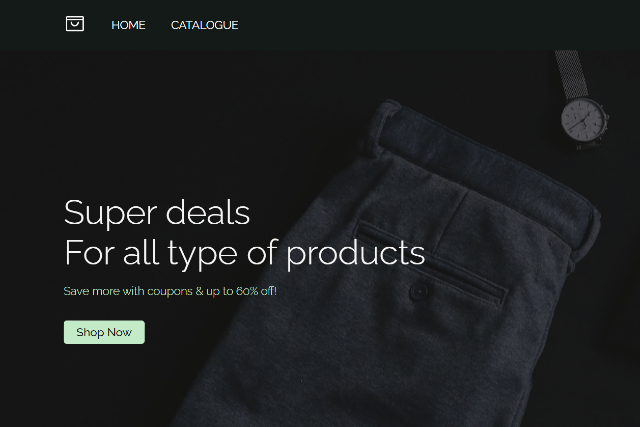 HOME CATALOGUE
Super deals
For all type of products
Save more with coupons & up to 60% off!
Shop Now